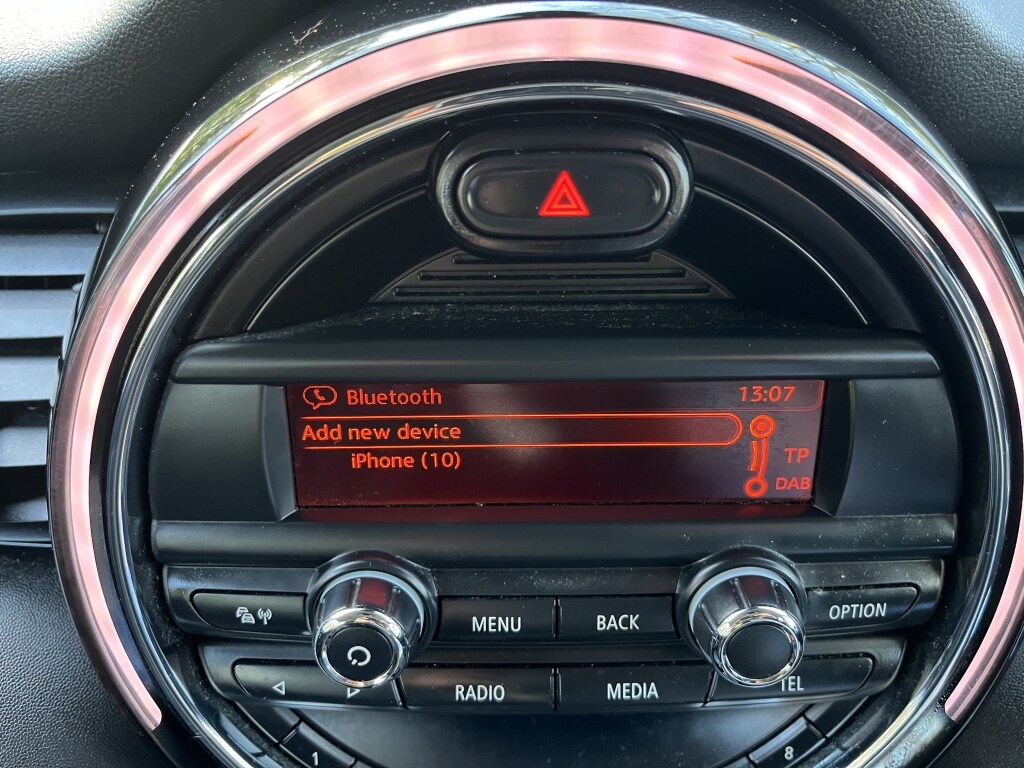 Bluetooth 13:07
Add new device
iPhone (10)
TP
DAB
MENU BACK OPTION
RADIO MEDIA TEL
1 8